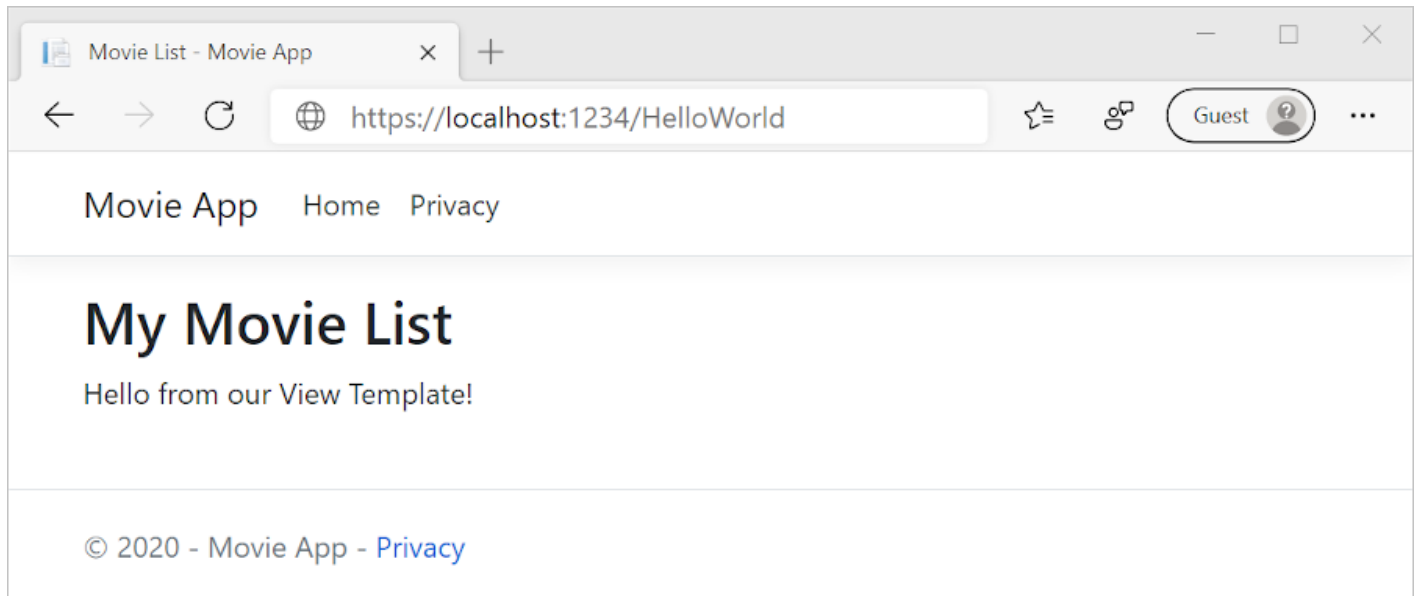 Movie List - Movie App
https://localhost:1234/HelloWorld
Guest
Movie App Home Privacy
My Movie List
Hello from our View Template!
© 2020 - Movie App - Privacy